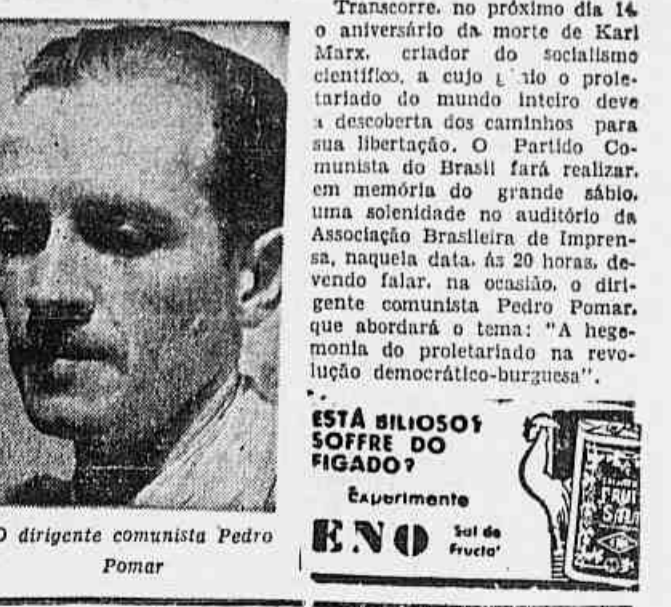 Transcorre, no próximo dia 14
o aniversário da morte de Karl
Marx, criador do socialismo
científico, a cujo o prole-
tariado do mundo inteiro deve
a descoberta dos caminhos para
sua libertação. O Partido Co-
munista do Brasil fará realizar,
em memória do grande sábio,
uma solenidade no auditório da
Associação Brasileira de Impren-
sa, naquela data, às 20 horas, de-
vendo falar, na ocasião, o diri-
gente comunista Pedro Pomar,
que abordará o tema: "A hege-
monia do proletariado na revo-
lução democrático-burguesa".
O dirigente comunista Pedro
Pomar
ESTÁ BILIOSO?
SOFFRE DO
FIGADO?
Experimente
ENO Sal de
Fructa'
FRUIT
SALT